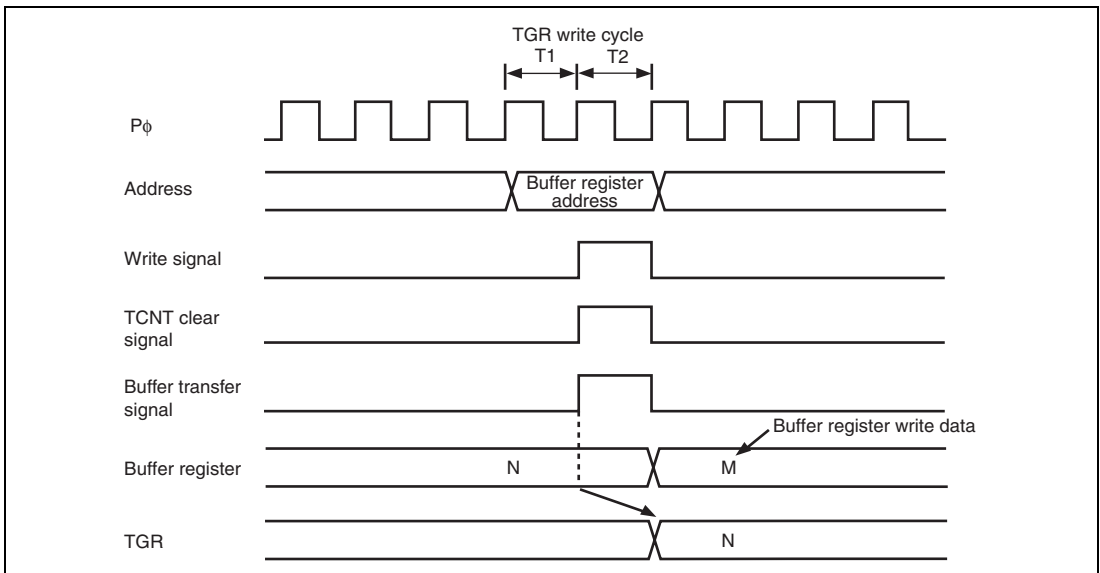 TGR write cycle
T1 T2
Pϕ
Address
Buffer register
address
Write signal
TCNT clear
signal
Buffer transfer
signal
Buffer register write data
Buffer register
N M
TGR
N